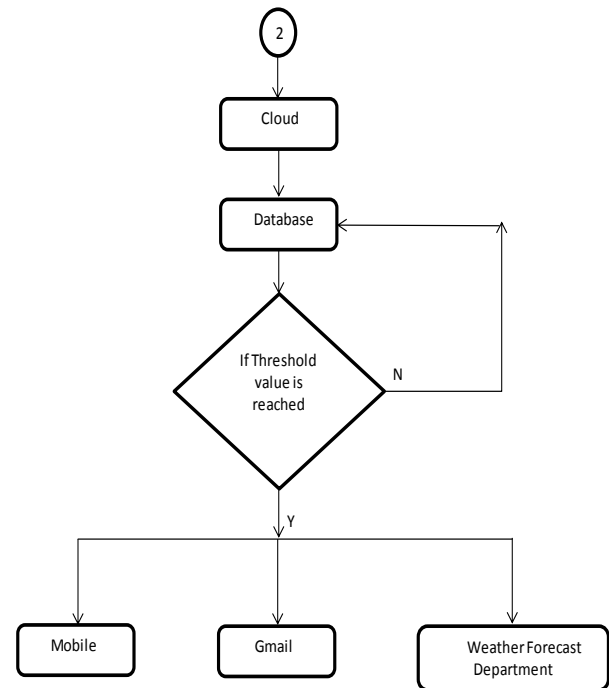 2
Cloud
Database
If Threshold
value is
reached
N
Y
Mobile
Gmail
Weather Forecast
Department